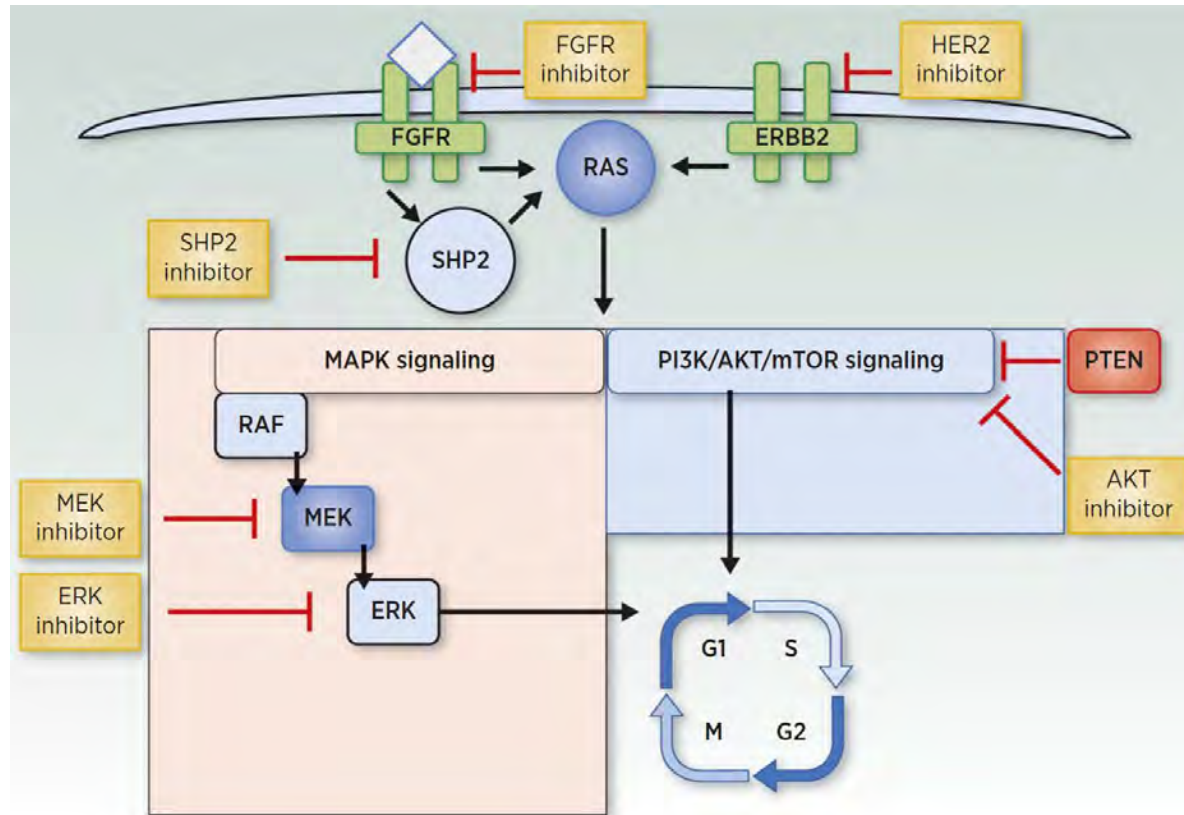 FGFR
inhibitor
HER2
inhibitor
FGFR
RAS
ERBB2
SHP2
inhibitor
SHP2
MAPK signaling
PI3K/AKT/mTOR signaling
PTEN
RAF
MEK
inhibitor
MEK
AKT
inhibitor
ERK
inhibitor
ERK
G1
S
M
G2